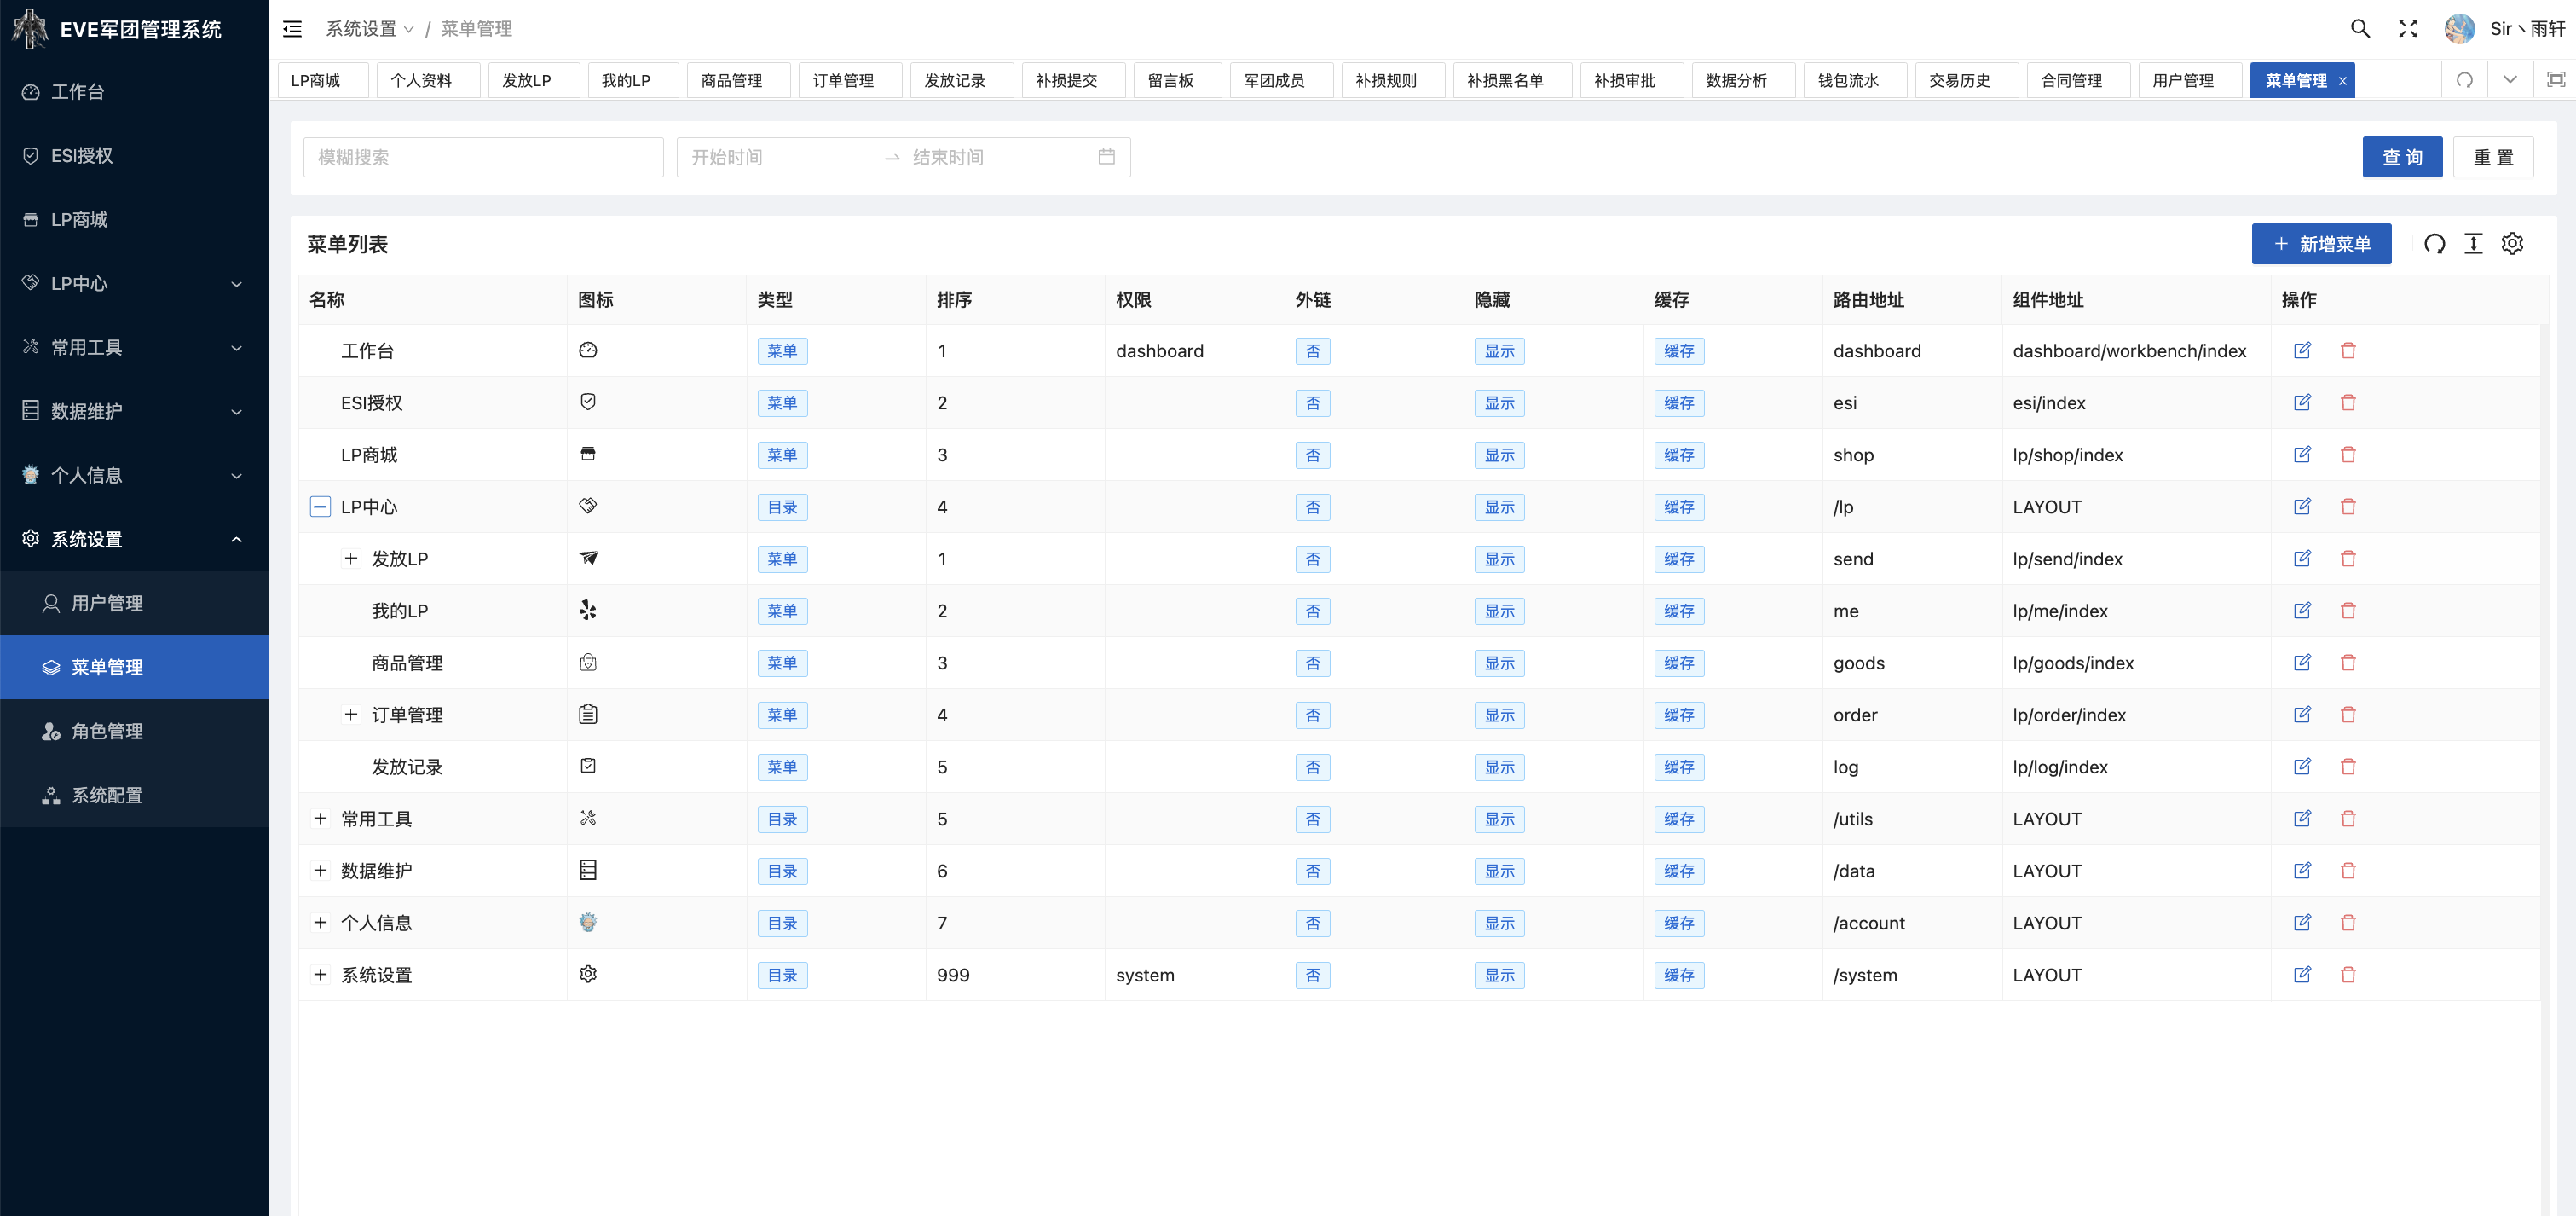 EVE军团管理系统
工作台
ESI授权
LP商城
LP中心
常用工具
数据维护
个人信息
系统设置
用户管理
菜单管理
角色管理
系统配置
系统设置 / 菜单管理
Sir丶雨轩
LP商城 个人资料 发放LP 我的LP 商品管理 订单管理 发放记录 补损提交 留言板 军团成员 补损规则 补损黑名单 补损审批 数据分析 钱包流水 交易历史 合同管理 用户管理 菜单管理
模糊搜索 开始时间 结束时间 查 询 重 置
菜单列表 新增菜单
名称 图标 类型 排序 权限 外链 隐藏 缓存 路由地址 组件地址 操作
工作台 菜单 1 dashboard 否 显示 缓存 dashboard dashboard/workbench/index
ESI授权 菜单 2 否 显示 缓存 esi esi/index
LP商城 菜单 3 否 显示 缓存 shop lp/shop/index
LP中心 目录 4 否 显示 缓存 /lp LAYOUT
发放LP 菜单 1 否 显示 缓存 send lp/send/index
我的LP 菜单 2 否 显示 缓存 me lp/me/index
商品管理 菜单 3 否 显示 缓存 goods lp/goods/index
订单管理 菜单 4 否 显示 缓存 order lp/order/index
发放记录 菜单 5 否 显示 缓存 log lp/log/index
常用工具 目录 5 否 显示 缓存 /utils LAYOUT
数据维护 目录 6 否 显示 缓存 /data LAYOUT
个人信息 目录 7 否 显示 缓存 /account LAYOUT
系统设置 目录 999 system 否 显示 缓存 /system LAYOUT